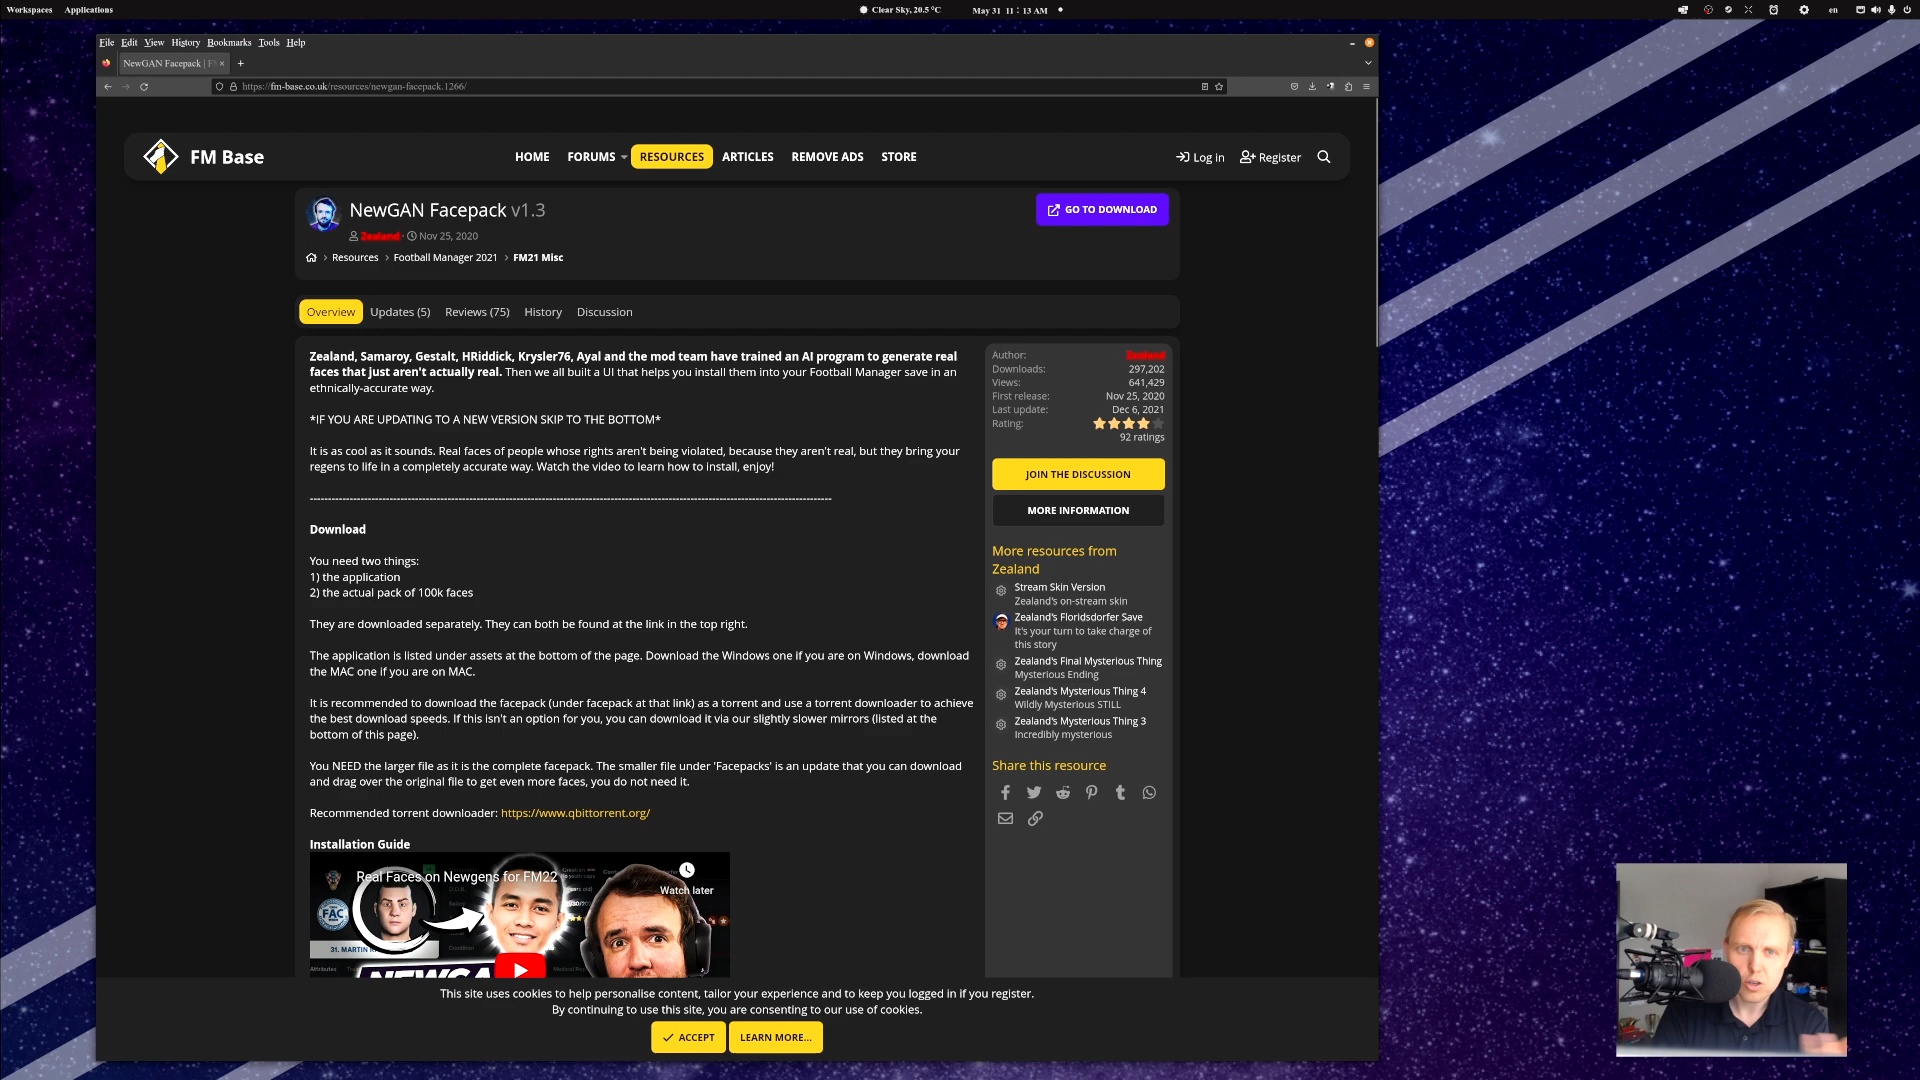 Workspaces Applications Clear Sky, 20.5 °C May 31 11 : 13 AM en
File Edit View History Bookmarks Tools Help
NewGAN Facepack | F
https://fm-base.co.uk/resources/newgan-facepack.1266/
FM Base HOME FORUMS RESOURCES ARTICLES REMOVE ADS STORE Log in Register
NewGAN Facepack v1.3
GO TO DOWNLOAD
Zealand · Nov 25, 2020
Resources > Football Manager 2021 > FM21 Misc
Overview Updates (5) Reviews (75) History Discussion
Zealand, Samaroy, Gestalt, HRiddick, Krysler76, Ayal and the mod team have trained an AI program to generate real
faces that just aren't actually real. Then we all built a UI that helps you install them into your Football Manager save in an
ethnically-accurate way.
*IF YOU ARE UPDATING TO A NEW VERSION SKIP TO THE BOTTOM*
It is as cool as it sounds. Real faces of people whose rights aren't being violated, because they aren't real, but they bring your
regens to life in a completely accurate way. Watch the video to learn how to install, enjoy!
Download
You need two things:
1) the application
2) the actual pack of 100k faces
They are downloaded separately. They can both be found at the link in the top right.
The application is listed under assets at the bottom of the page. Download the Windows one if you are on Windows, download
the MAC one if you are on MAC.
It is recommended to download the facepack (under facepack at that link) as a torrent and use a torrent downloader to achieve
the best download speeds. If this isn't an option for you, you can download it via our slightly slower mirrors (listed at the
bottom of this page).
You NEED the larger file as it is the complete facepack. The smaller file under 'Facepacks' is an update that you can download
and drag over the original file to get even more faces, you do not need it.
Recommended torrent downloader: https://www.qbittorrent.org/
Installation Guide
Real Faces on Newgens for FM22
Watch later
FAC
31. MARTIN
NEWGA
Author: Zealand
Downloads: 297,202
Views: 641,429
First release: Nov 25, 2020
Last update: Dec 6, 2021
Rating:
92 ratings
JOIN THE DISCUSSION
MORE INFORMATION
More resources from
Zealand
Stream Skin Version
Zealand's on-stream skin
Zealand's Floridsdorfer Save
It's your turn to take charge of
this story
Zealand's Final Mysterious Thing
Mysterious Ending
Zealand's Mysterious Thing 4
Wildly Mysterious STILL
Zealand's Mysterious Thing 3
Incredibly mysterious
Share this resource
This site uses cookies to help personalise content, tailor your experience and to keep you logged in if you register.
By continuing to use this site, you are consenting to our use of cookies.
ACCEPT LEARN MORE…